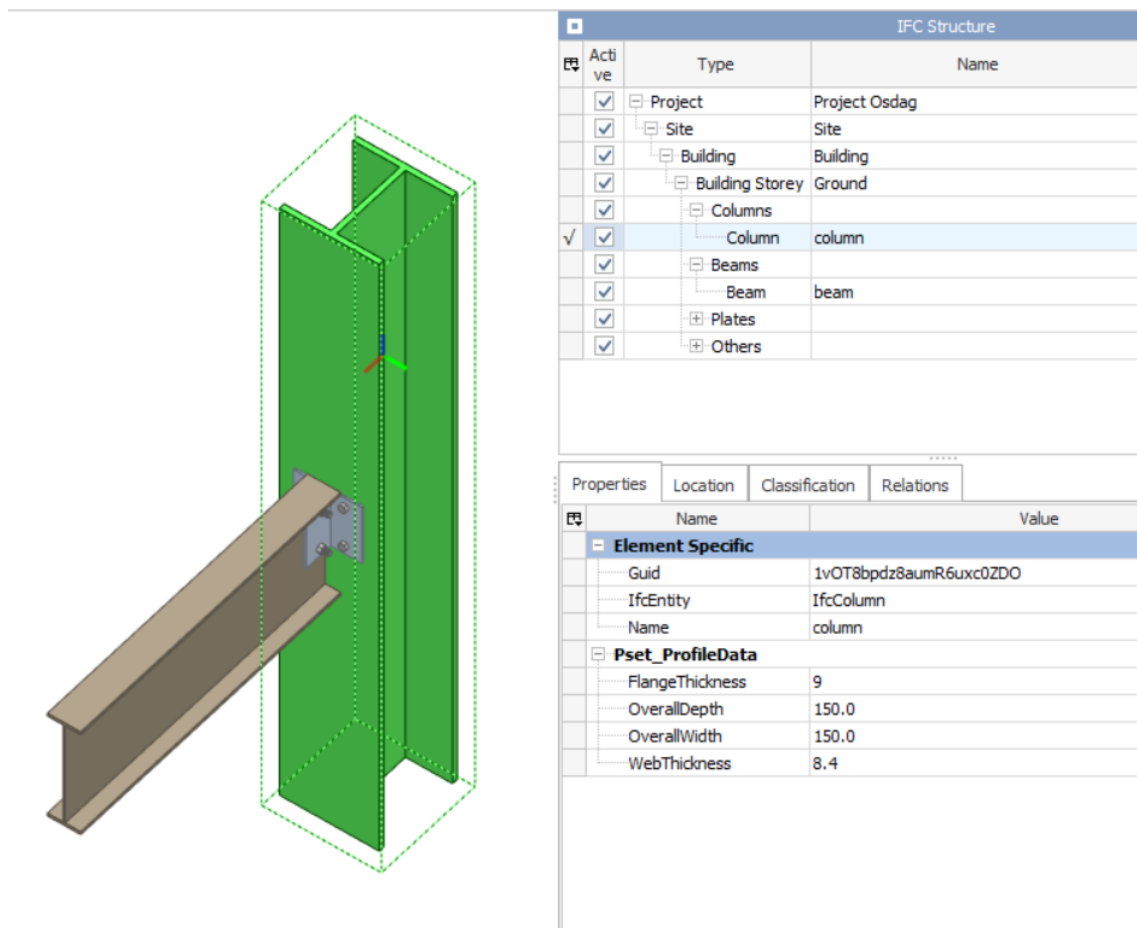 IFC Structure
Active Type Name
Project Project Osdag
Site Site
Building Building
Building Storey Ground
Columns
Column column
Beams
Beam beam
Plates
Others
Properties Location Classification Relations
Name Value
Element Specific
Guid 1vOT8bpdz8aumR6uxc0ZDO
IfcEntity IfcColumn
Name column
Pset_ProfileData
FlangeThickness 9
OverallDepth 150.0
OverallWidth 150.0
WebThickness 8.4